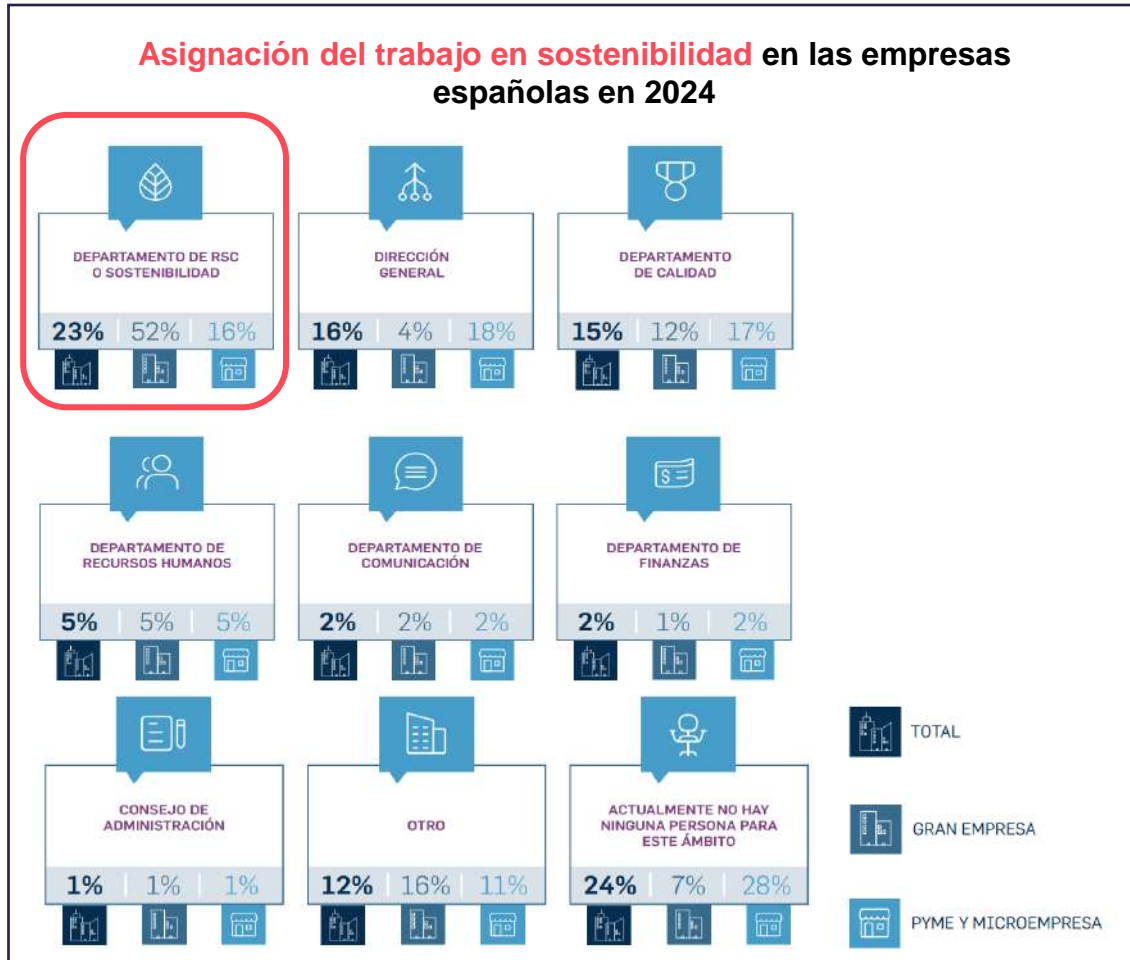 Asignación del trabajo en sostenibilidad en las empresas
españolas en 2024
DEPARTAMENTO DE RSC
O SOSTENIBILIDAD
23% 52% 16%
DIRECCIÓN
GENERAL
16% 4% 18%
DEPARTAMENTO
DE CALIDAD
15% 12% 17%
DEPARTAMENTO DE
RECURSOS HUMANOS
5% 5% 5%
DEPARTAMENTO DE
COMUNICACIÓN
2% 2% 2%
$
DEPARTAMENTO DE
FINANZAS
2% 1% 2%
CONSEJO DE
ADMINISTRACIÓN
1% 1% 1%
OTRO
12% 16% 11%
ACTUALMENTE NO HAY
NINGUNA PERSONA PARA
ESTE ÁMBITO
24% 7% 28%
TOTAL
GRAN EMPRESA
PYME Y MICROEMPRESA